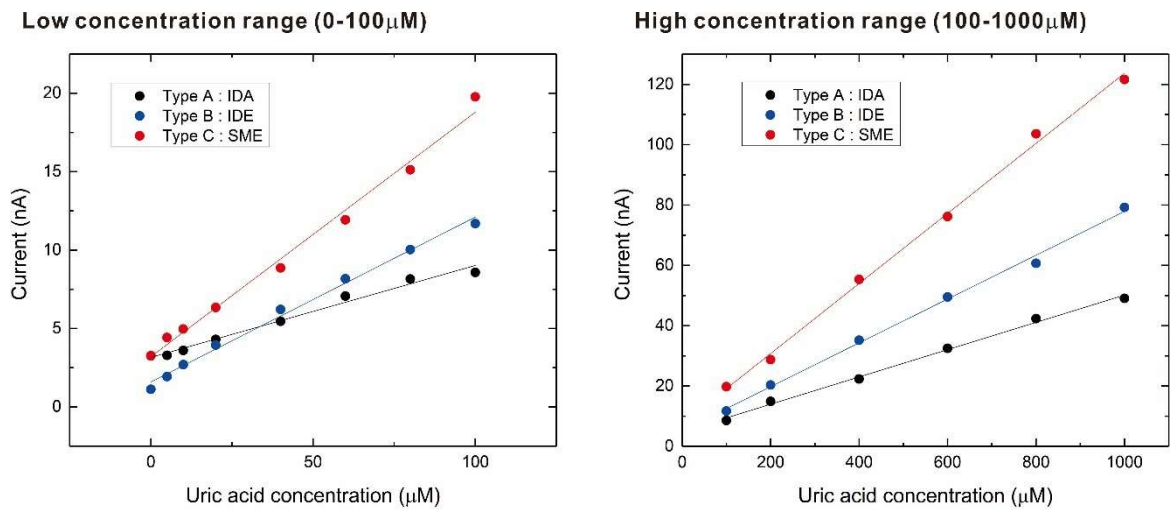 Low concentration range (0-100μM)
Type A : IDA
Type B : IDE
Type C : SME
20
15
10
5
0
Current (nA)
0
50
100
Uric acid concentration (μM)
High concentration range (100-1000μM)
Type A : IDA
Type B : IDE
Type C : SME
120
100
80
60
40
20
0
Current (nA)
0
200
400
600
800
1000
Uric acid concentration (μM)